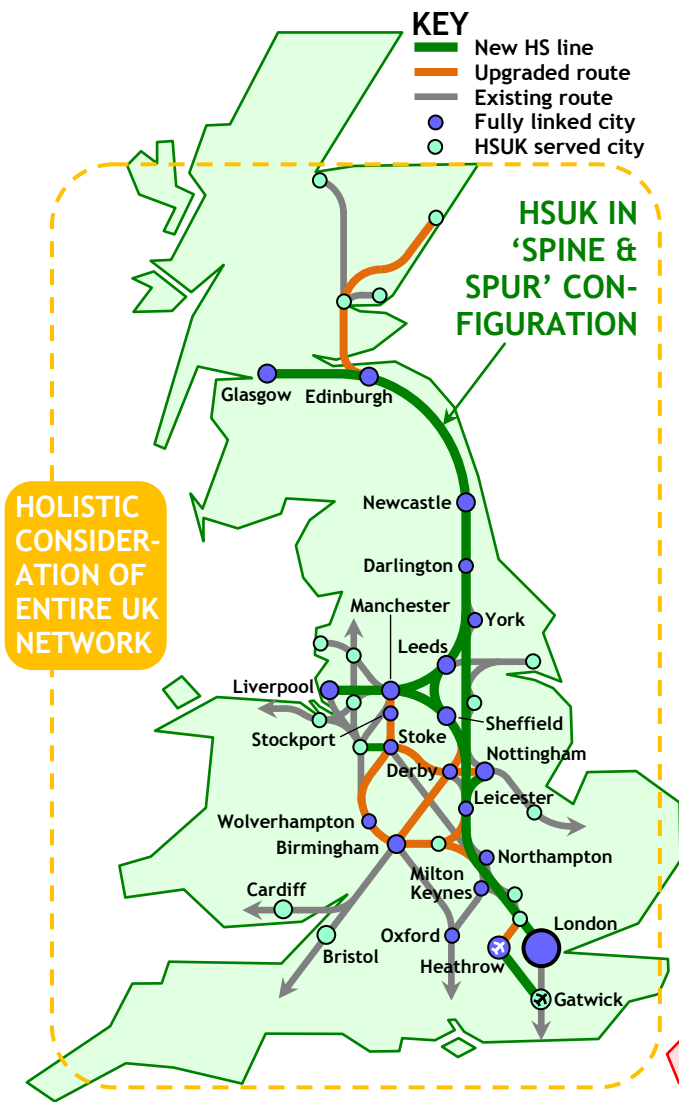 KEY
New HS line
Upgraded route
Existing route
Fully linked city
HSUK served city
HSUK IN
‘SPINE &
SPUR’ CON-
FIGURATION
Glasgow
Edinburgh
HOLISTIC
CONSIDER-
ATION OF
ENTIRE UK
NETWORK
Newcastle
Darlington
Manchester
York
Leeds
Liverpool
Sheffield
Stockport
Stoke
Nottingham
Derby
Leicester
Wolverhampton
Birmingham
Northampton
Milton
Keynes
Cardiff
London
Oxford
Bristol
Heathrow
Gatwick